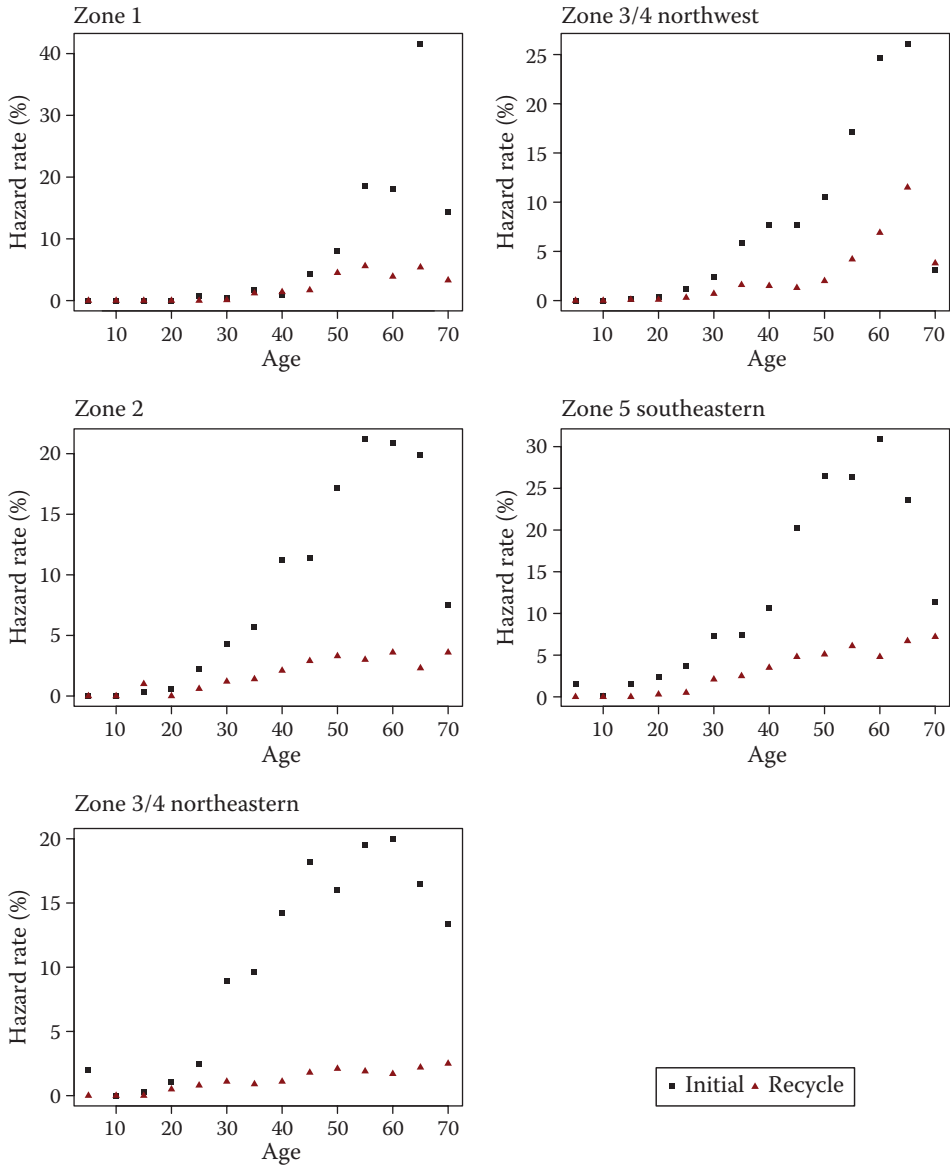 Zone 1
Hazard rate (%)
40
30
20
10
0
10 20 30 40 50 60 70
Age
Zone 3/4 northwest
Hazard rate (%)
25
20
15
10
5
0
10 20 30 40 50 60 70
Age
Zone 2
Hazard rate (%)
20
15
10
5
0
10 20 30 40 50 60 70
Age
Zone 5 southeastern
Hazard rate (%)
30
25
20
15
10
5
0
10 20 30 40 50 60 70
Age
Zone 3/4 northeastern
Hazard rate (%)
20
15
10
5
0
10 20 30 40 50 60 70
Age
Initial Recycle